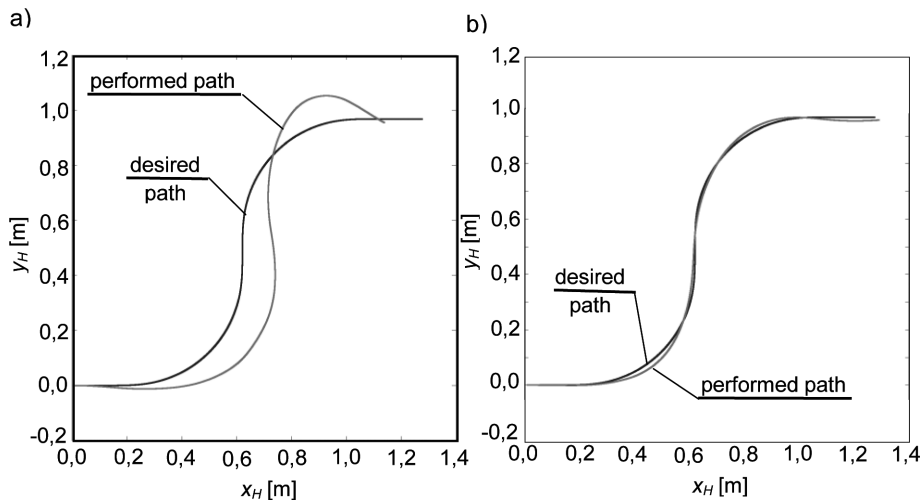 a)
1,2
1,0
0,8
0,6
0,4
0,2
0,0
-0,2
y_H [m]
performed path
desired
path
0,0 0,2 0,4 0,6 0,8 1,0 1,2 1,4
x_H [m]
b)
1,2
1,0
0,8
0,6
0,4
0,2
0,0
-0,2
y_H [m]
desired
path
performed path
0,0 0,2 0,4 0,6 0,8 1,0 1,2 1,4
x_H [m]